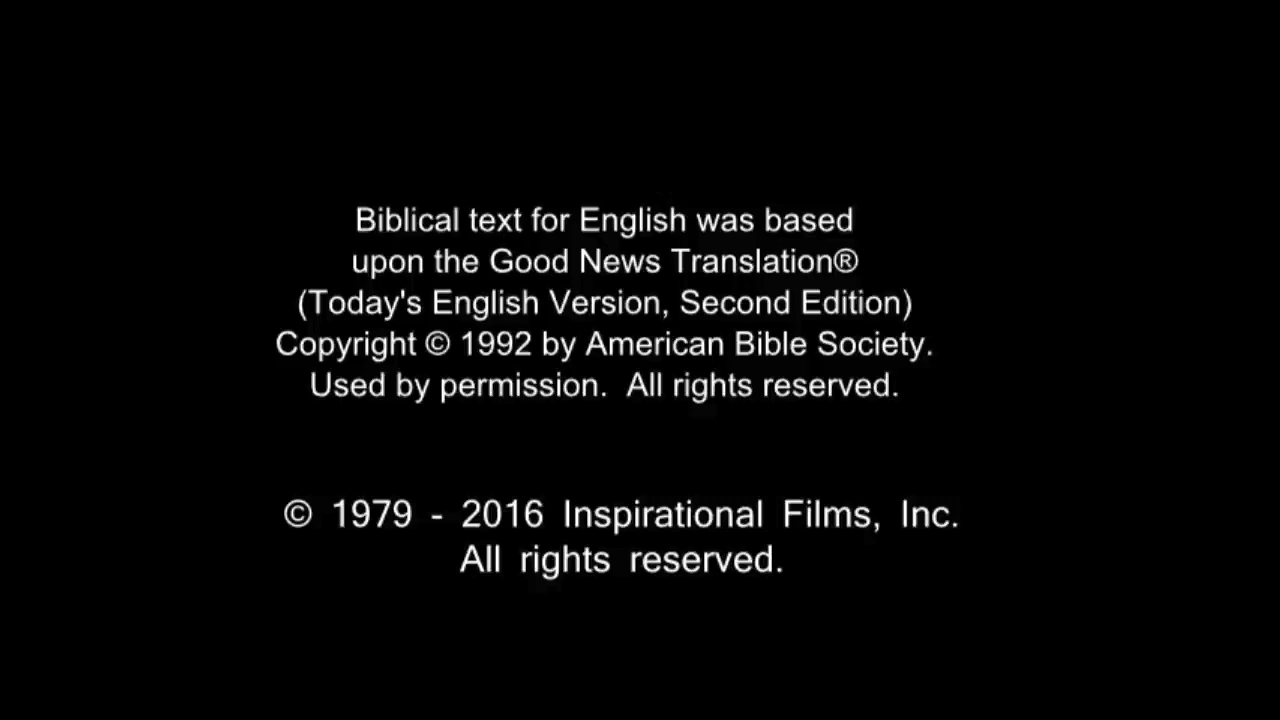 Biblical text for English was based
upon the Good News Translation®
(Today's English Version, Second Edition)
Copyright © 1992 by American Bible Society.
Used by permission.  All rights reserved.
© 1979 - 2016 Inspirational Films, Inc.
All rights reserved.